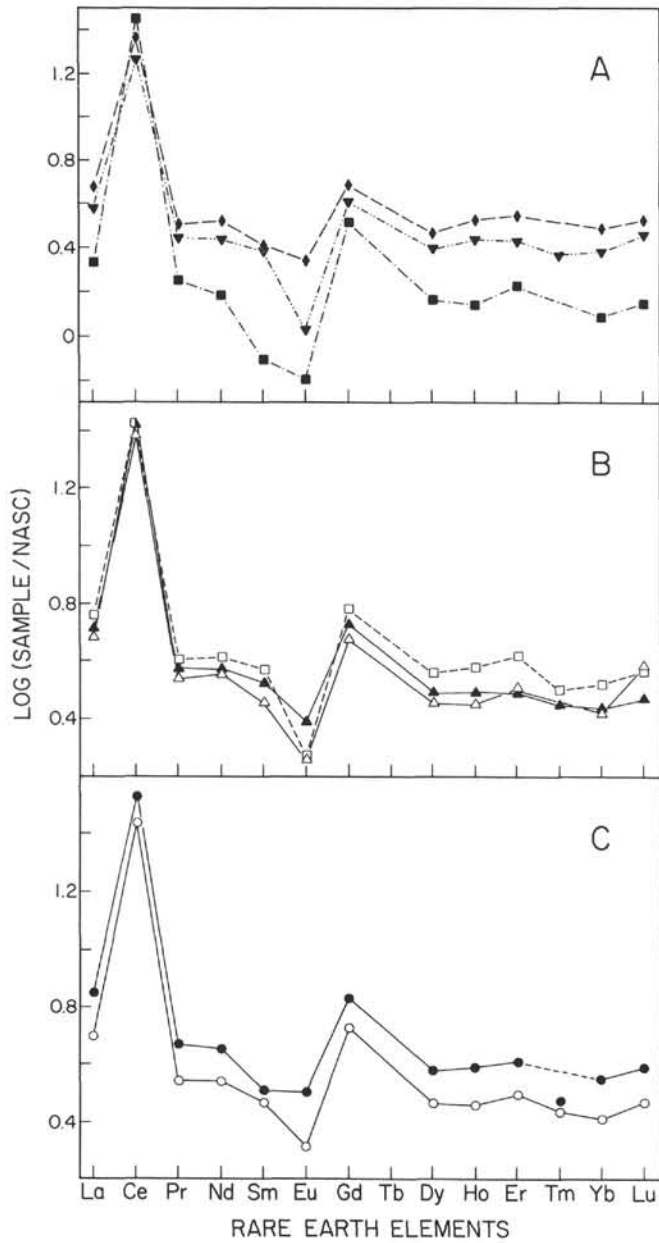 A
1.2
0.8
0.4
0
B
1.2
0.8
0.4
LOG (SAMPLE/NASC)
C
1.2
0.8
0.4
La Ce Pr Nd Sm Eu Gd Tb Dy Ho Er Tm Yb Lu
RARE EARTH ELEMENTS